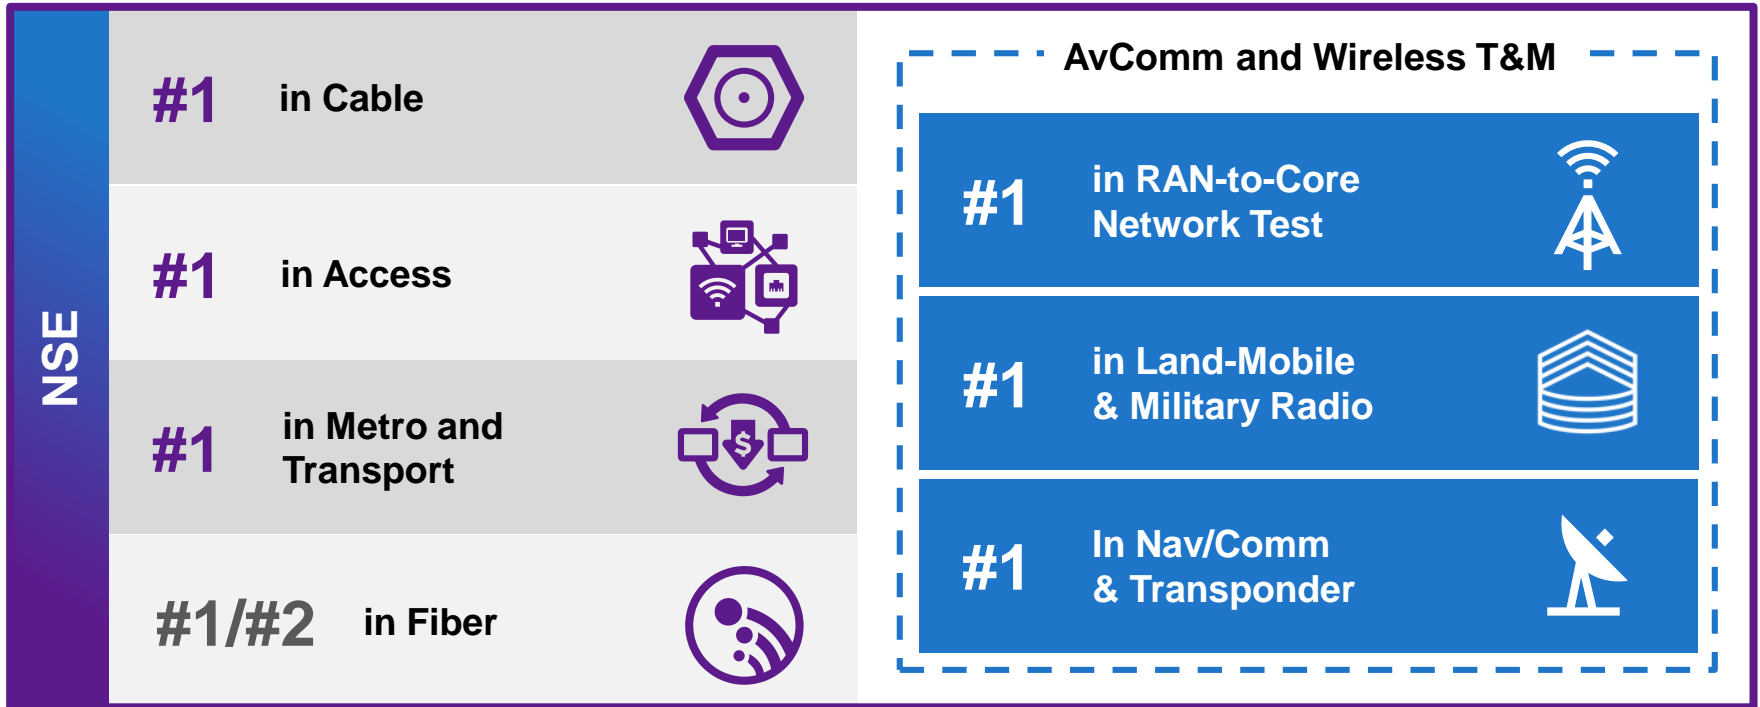 NSE
#1 in Cable
#1 in Access
#1 in Metro and
Transport
#1/#2 in Fiber
AvComm and Wireless T&M
#1 in RAN-to-Core
Network Test
#1 in Land-Mobile
& Military Radio
#1 In Nav/Comm
& Transponder
$